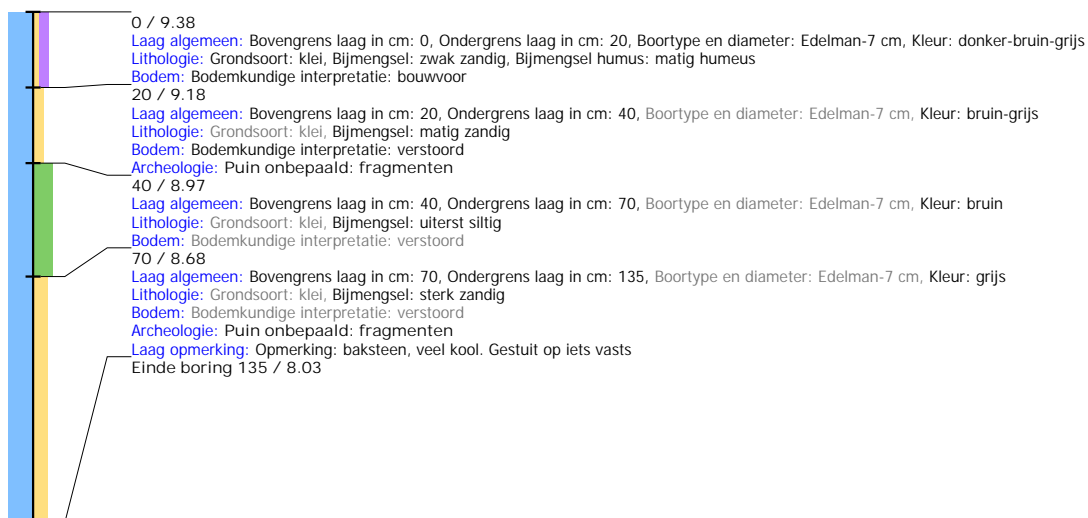 0 / 9.38
Laag algemeen: Bovengrens laag in cm: 0, Ondergrens laag in cm: 20, Boortype en diameter: Edelman-7 cm, Kleur: donker-bruin-grijs
Lithologie: Grondsoort: klei, Bijmengsel: zwak zandig, Bijmengsel humus: matig humeus
Bodem: Bodemkundige interpretatie: bouwvoor
20 / 9.18
Laag algemeen: Bovengrens laag in cm: 20, Ondergrens laag in cm: 40, Boortype en diameter: Edelman-7 cm, Kleur: bruin-grijs
Lithologie: Grondsoort: klei, Bijmengsel: matig zandig
Bodem: Bodemkundige interpretatie: verstoord
Archeologie: Puin onbepaald: fragmenten
40 / 8.97
Laag algemeen: Bovengrens laag in cm: 40, Ondergrens laag in cm: 70, Boortype en diameter: Edelman-7 cm, Kleur: bruin
Lithologie: Grondsoort: klei, Bijmengsel: uiterst siltig
Bodem: Bodemkundige interpretatie: verstoord
70 / 8.68
Laag algemeen: Bovengrens laag in cm: 70, Ondergrens laag in cm: 135, Boortype en diameter: Edelman-7 cm, Kleur: grijs
Lithologie: Grondsoort: klei, Bijmengsel: sterk zandig
Bodem: Bodemkundige interpretatie: verstoord
Archeologie: Puin onbepaald: fragmenten
Laag opmerking: Opmerking: baksteen, veel kool. Gestuit op iets vasts
Einde boring 135 / 8.03